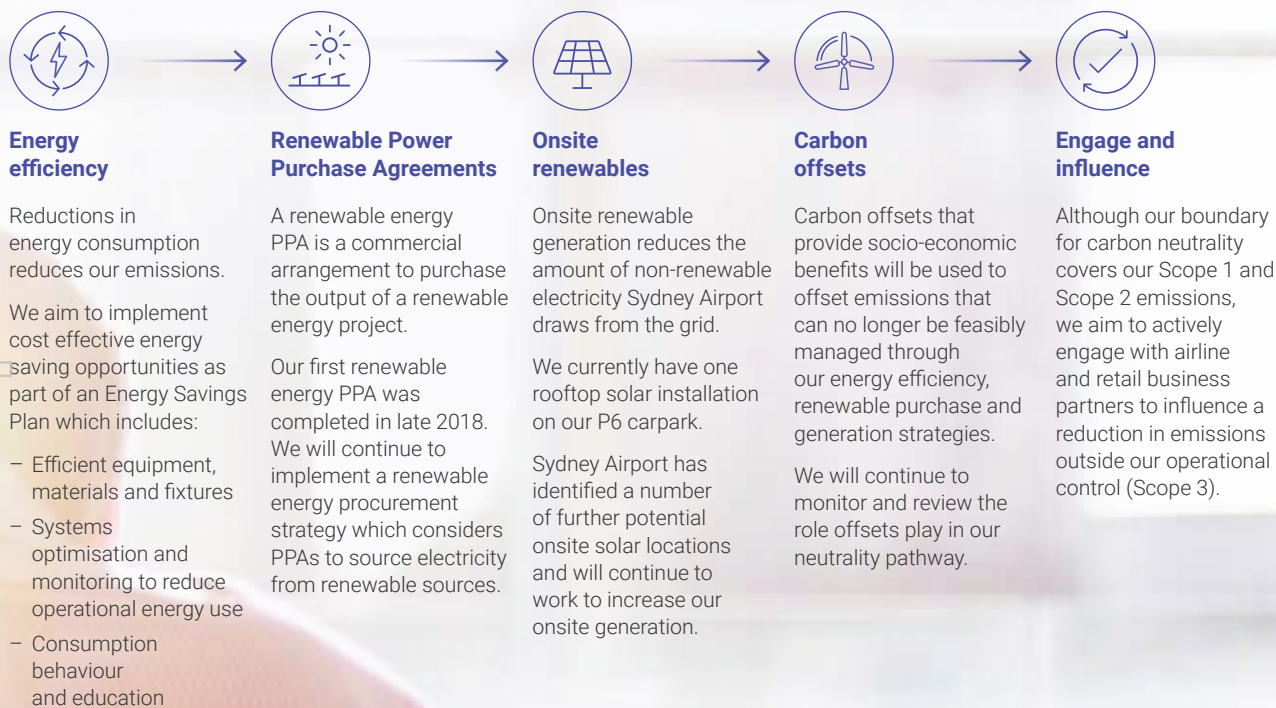 Energy
efficiency
Reductions in
energy consumption
reduces our emissions.
We aim to implement
cost effective energy
saving opportunities as
part of an Energy Savings
Plan which includes:
– Efficient equipment,
materials and fixtures
– Systems
optimisation and
monitoring to reduce
operational energy use
– Consumption
behaviour
and education
Renewable Power
Purchase Agreements
A renewable energy
PPA is a commercial
arrangement to purchase
the output of a renewable
energy project.
Our first renewable
energy PPA was
completed in late 2018.
We will continue to
implement a renewable
energy procurement
strategy which considers
PPAs to source electricity
from renewable sources.
Onsite
renewables
Onsite renewable
generation reduces the
amount of non-renewable
electricity Sydney Airport
draws from the grid.
We currently have one
rooftop solar installation
on our P6 carpark.
Sydney Airport has
identified a number
of further potential
onsite solar locations
and will continue to
work to increase our
onsite generation.
Carbon
offsets
Carbon offsets that
provide socio-economic
benefits will be used to
offset emissions that
can no longer be feasibly
managed through
our energy efficiency,
renewable purchase and
generation strategies.
We will continue to
monitor and review the
role offsets play in our
neutrality pathway.
Engage and
influence
Although our boundary
for carbon neutrality
covers our Scope 1 and
Scope 2 emissions,
we aim to actively
engage with airline
and retail business
partners to influence a
reduction in emissions
outside our operational
control (Scope 3).